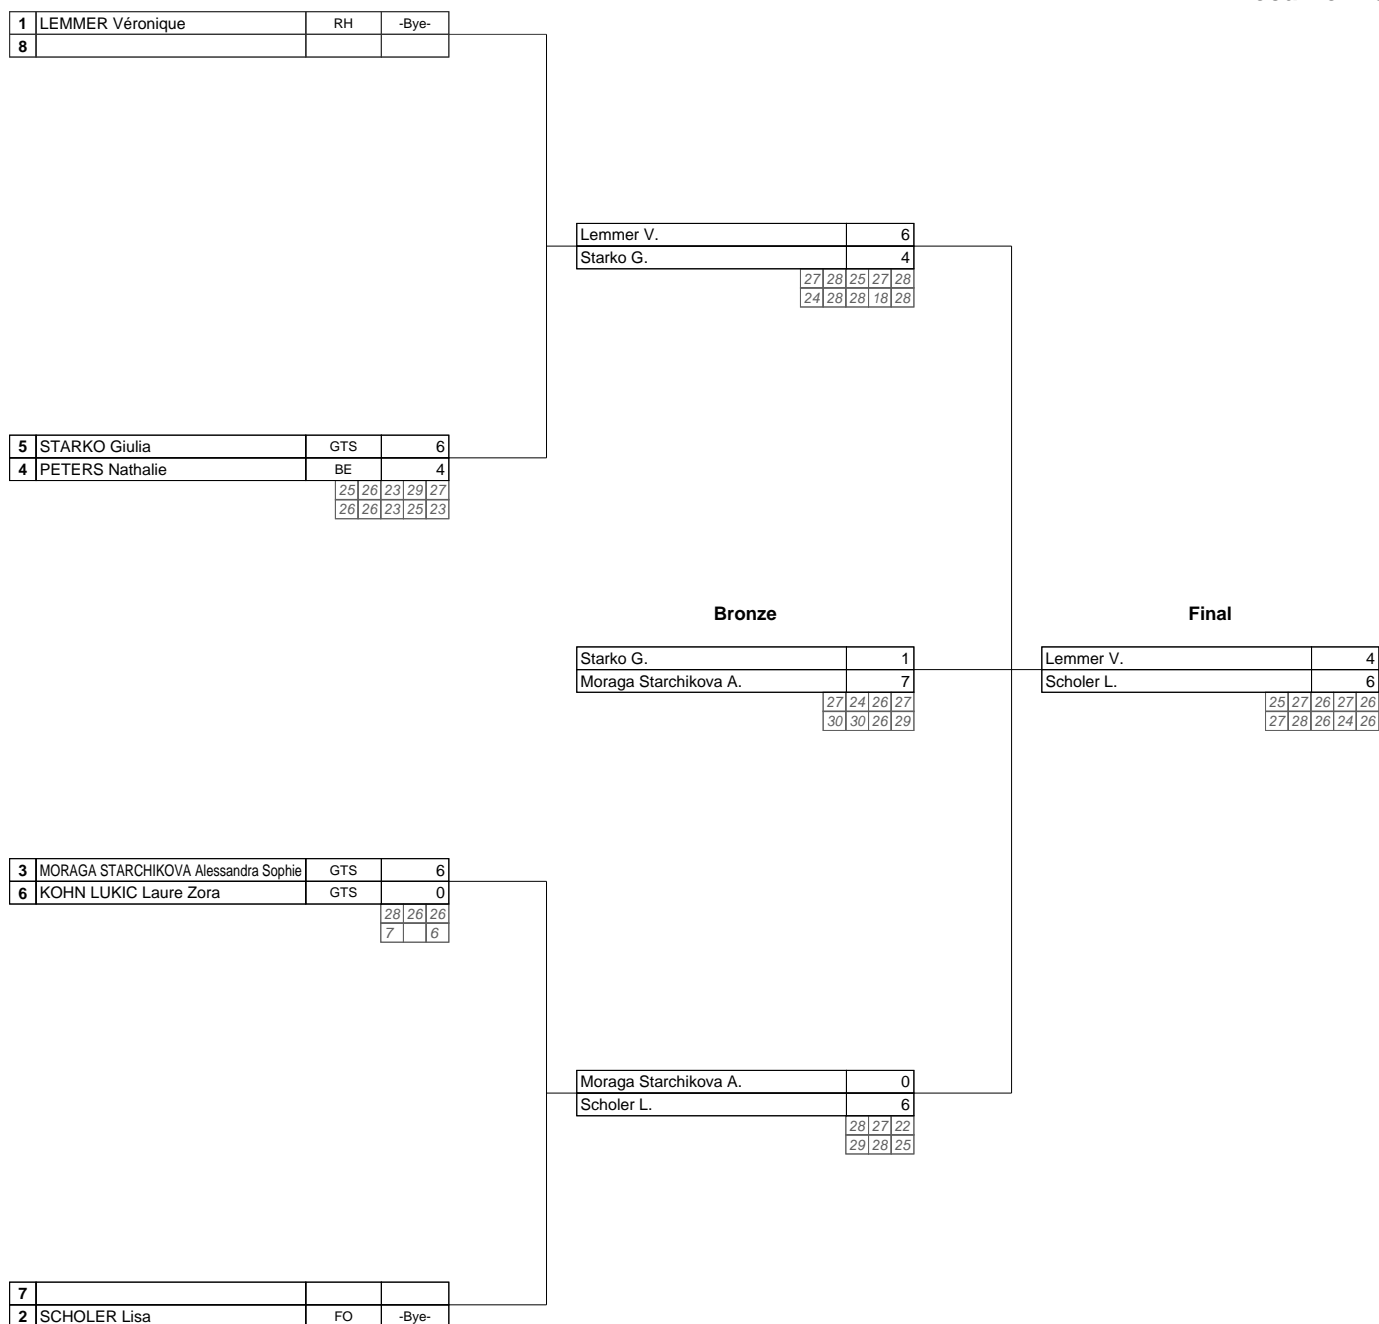 1 LEMMER Véronique RH -Bye-
8
Lemmer V. 6
Starko G. 4
27 28 25 27 28
24 28 28 18 28
5 STARKO Giulia GTS 6
4 PETERS Nathalie BE 4
25 26 23 29 27
26 26 23 25 23
Bronze
Final
Starko G. 1
Moraga Starchikova A. 7
27 24 26 27
30 30 26 29
Lemmer V. 4
Scholer L. 6
25 27 26 27 26
27 28 26 24 26
3 MORAGA STARCHIKOVA Alessandra Sophie GTS 6
6 KOHN LUKIC Laure Zora GTS 0
28 26 26
7 6
Moraga Starchikova A. 0
Scholer L. 6
28 27 22
29 28 25
7
2 SCHOLER Lisa FO -Bye-